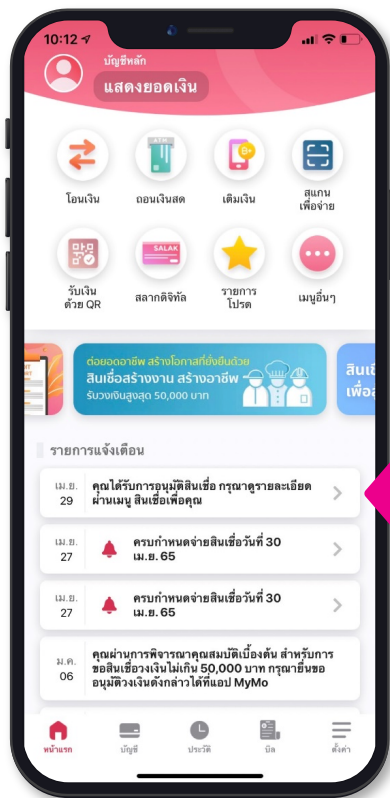 10:12
บัญชีหลัก
แสดงยอดเงิน
โอนเงิน
ATM
ถอนเงินสด
฿+
เติมเงิน
สแกน
เพื่อจ่าย
รับเงิน
ด้วย QR
SALAK
สลากดิจิทัล
รายการ
โปรด
เมนูอื่นๆ
ต่อยอดอาชีพ สร้างโอกาสที่ยั่งยืนด้วย
สินเชื่อสร้างงาน สร้างอาชีพ
รับวงเงินสูงสุด 50,000 บาท
รายการแจ้งเตือน
เม.ย.
29
คุณได้รับการอนุมัติสินเชื่อ กรุณาดูรายละเอียด
ผ่านเมนู สินเชื่อเพื่อคุณ
เม.ย.
27
ครบกำหนดจ่ายสินเชื่อวันที่ 30
เม.ย. 65
เม.ย.
27
ครบกำหนดจ่ายสินเชื่อวันที่ 30
เม.ย. 65
ม.ค.
06
คุณผ่านการพิจารณาคุณสมบัติเบื้องต้น สำหรับการ
ขอสินเชื่อวงเงินไม่เกิน 50,000 บาท กรุณายื่นขอ
อนุมัติวงเงินดังกล่าวได้ที่แอป MyMo
หน้าแรก
บัญชี
ประวัติ
บิล
ตั้งค่า